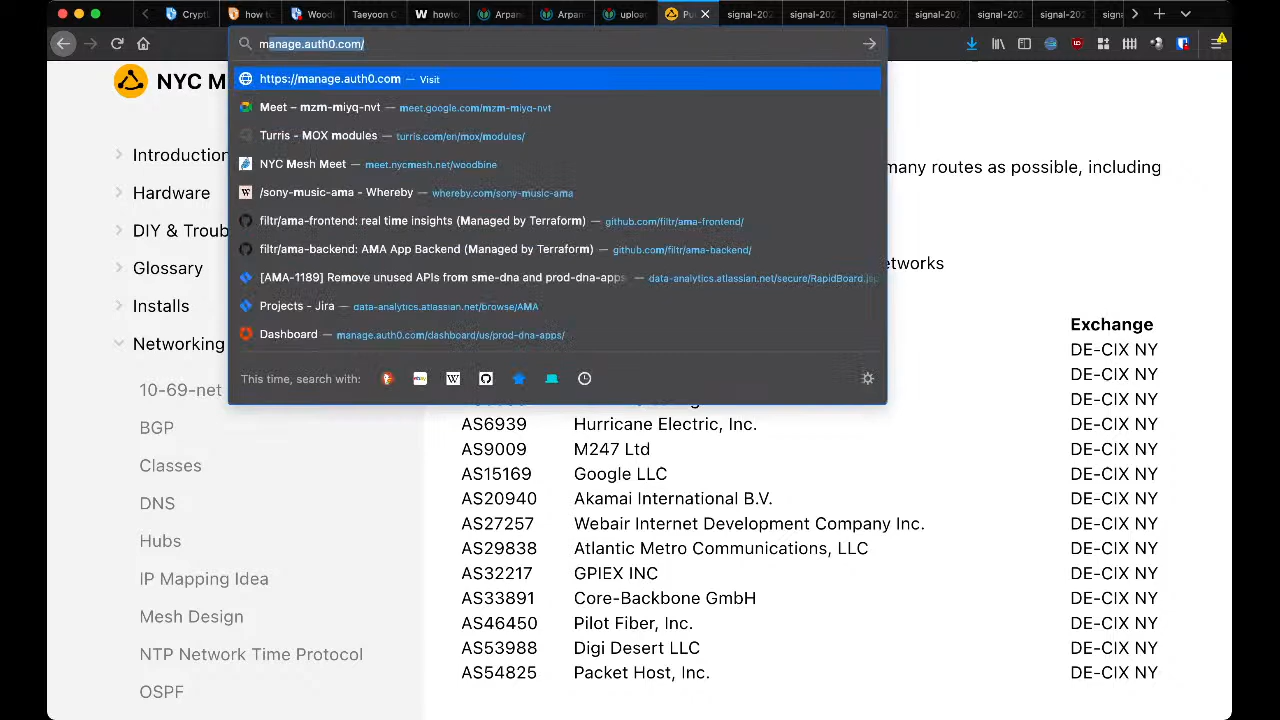 Crypt
how to
Woodl
Taeyoon C
howto
Arpan
Arpan
uploa
Pu
signal-202
signal-202
signal-202
signal-202
signal-202
signal-202
signa
manage.auth0.com/
https://manage.auth0.com — Visit
Meet – mzm-miyq-nvt — meet.google.com/mzm-miyq-nvt
Turris - MOX modules — turris.com/en/mox/modules/
NYC Mesh Meet — meet.nycmesh.net/woodbine
/sony-music-ama - Whereby — whereby.com/sony-music-ama
filtr/ama-frontend: real time insights (Managed by Terraform) — github.com/filtr/ama-frontend/
filtr/ama-backend: AMA App Backend (Managed by Terraform) — github.com/filtr/ama-backend/
[AMA-1189] Remove unused APIs from sme-dna and prod-dna-apps — data-analytics.atlassian.net/secure/RapidBoard.jsp
Projects - Jira — data-analytics.atlassian.net/browse/AMA
Dashboard — manage.auth0.com/dashboard/us/prod-dna-apps/
This time, search with:
NYC M
Introduction
Hardware
DIY & Troub
Glossary
Installs
Networking
10-69-net
BGP
Classes
DNS
Hubs
IP Mapping Idea
Mesh Design
NTP Network Time Protocol
OSPF
many routes as possible, including
etworks
Exchange
DE-CIX NY
DE-CIX NY
DE-CIX NY
AS6939 Hurricane Electric, Inc. DE-CIX NY
AS9009 M247 Ltd DE-CIX NY
AS15169 Google LLC DE-CIX NY
AS20940 Akamai International B.V. DE-CIX NY
AS27257 Webair Internet Development Company Inc. DE-CIX NY
AS29838 Atlantic Metro Communications, LLC DE-CIX NY
AS32217 GPIEX INC DE-CIX NY
AS33891 Core-Backbone GmbH DE-CIX NY
AS46450 Pilot Fiber, Inc. DE-CIX NY
AS53988 Digi Desert LLC DE-CIX NY
AS54825 Packet Host, Inc. DE-CIX NY